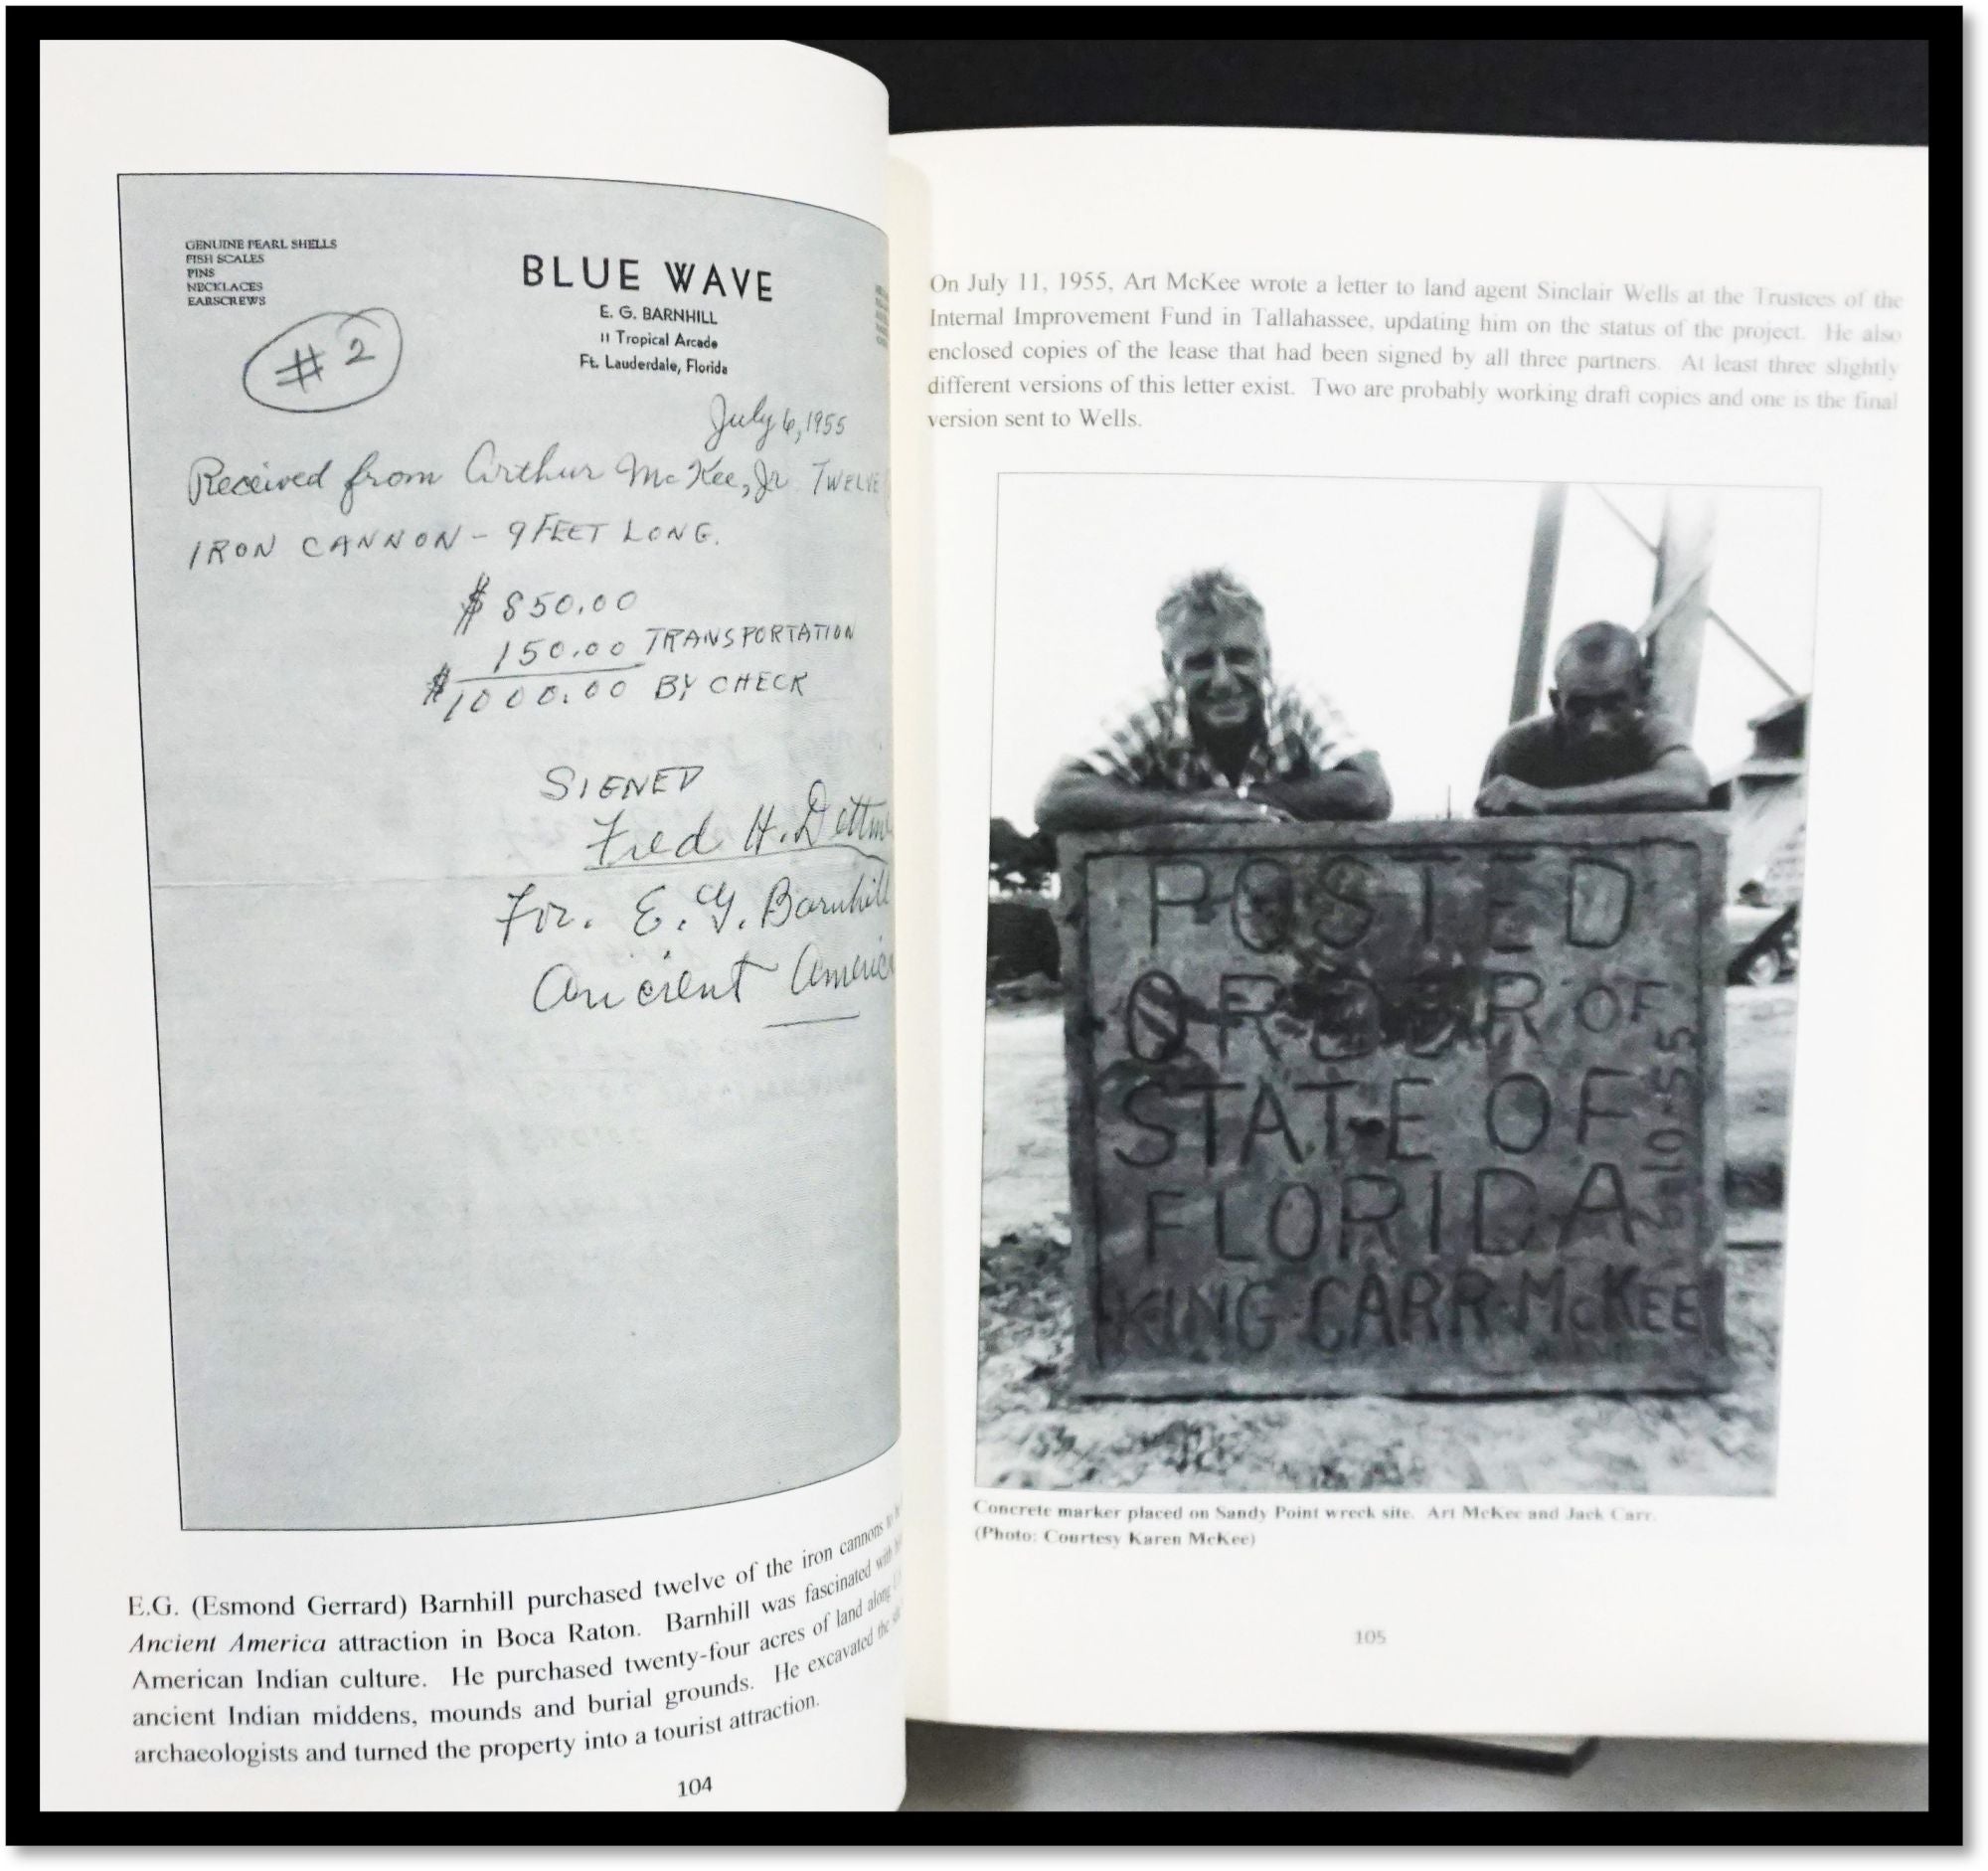 GENUINE PEARL SHELLS
FISH SCALES
PINS
NECKLACES
EARSCREWS
#2
BLUE WAVE
E. G. BARNHILL
11 Tropical Arcade
Ft. Lauderdale, Florida
July 6, 1955
Received from Arthur McKee, Jr TWELVE
IRON CANNON - 9 FEET LONG.
$ 850.00
150.00 TRANSPORTATION
$1000.00 BY CHECK
SIGNED
Fred H.
For. E. G. Barnhill
Ancient
E.G. (Esmond Gerrard) Barnhill purchased twelve of the iron cannons
Ancient America attraction in Boca Raton. Barnhill was fascinated with
American Indian culture. He purchased twenty-four acres of land along
ancient Indian middens, mounds and burial grounds. He excavated the
archaeologists and turned the property into a tourist attraction.
104
On July 11, 1955, Art McKee wrote a letter to land agent Sinclair Wells at the Trustees of the
Internal Improvement Fund in Tallahassee, updating him on the status of the project. He also
enclosed copies of the lease that had been signed by all three partners. At least three slightly
different versions of this letter exist. Two are probably working draft copies and one is the final
version sent to Wells.
POSTED
ORDER OF
STATE OF
FLORIDA
KING·CARR·McKEE
Concrete marker placed on Sandy Point wreck site. Art McKee and Jack Carr.
(Photo: Courtesy Karen McKee)
105